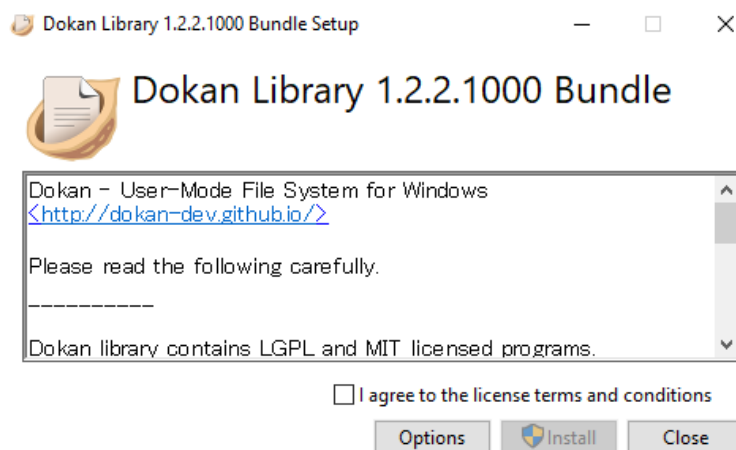 Dokan Library 1.2.2.1000 Bundle Setup
Dokan Library 1.2.2.1000 Bundle
Dokan - User-Mode File System for Windows
<http://dokan-dev.github.io/>
Please read the following carefully.
----------
Dokan library contains LGPL and MIT licensed programs.
I agree to the license terms and conditions
Options
Install
Close